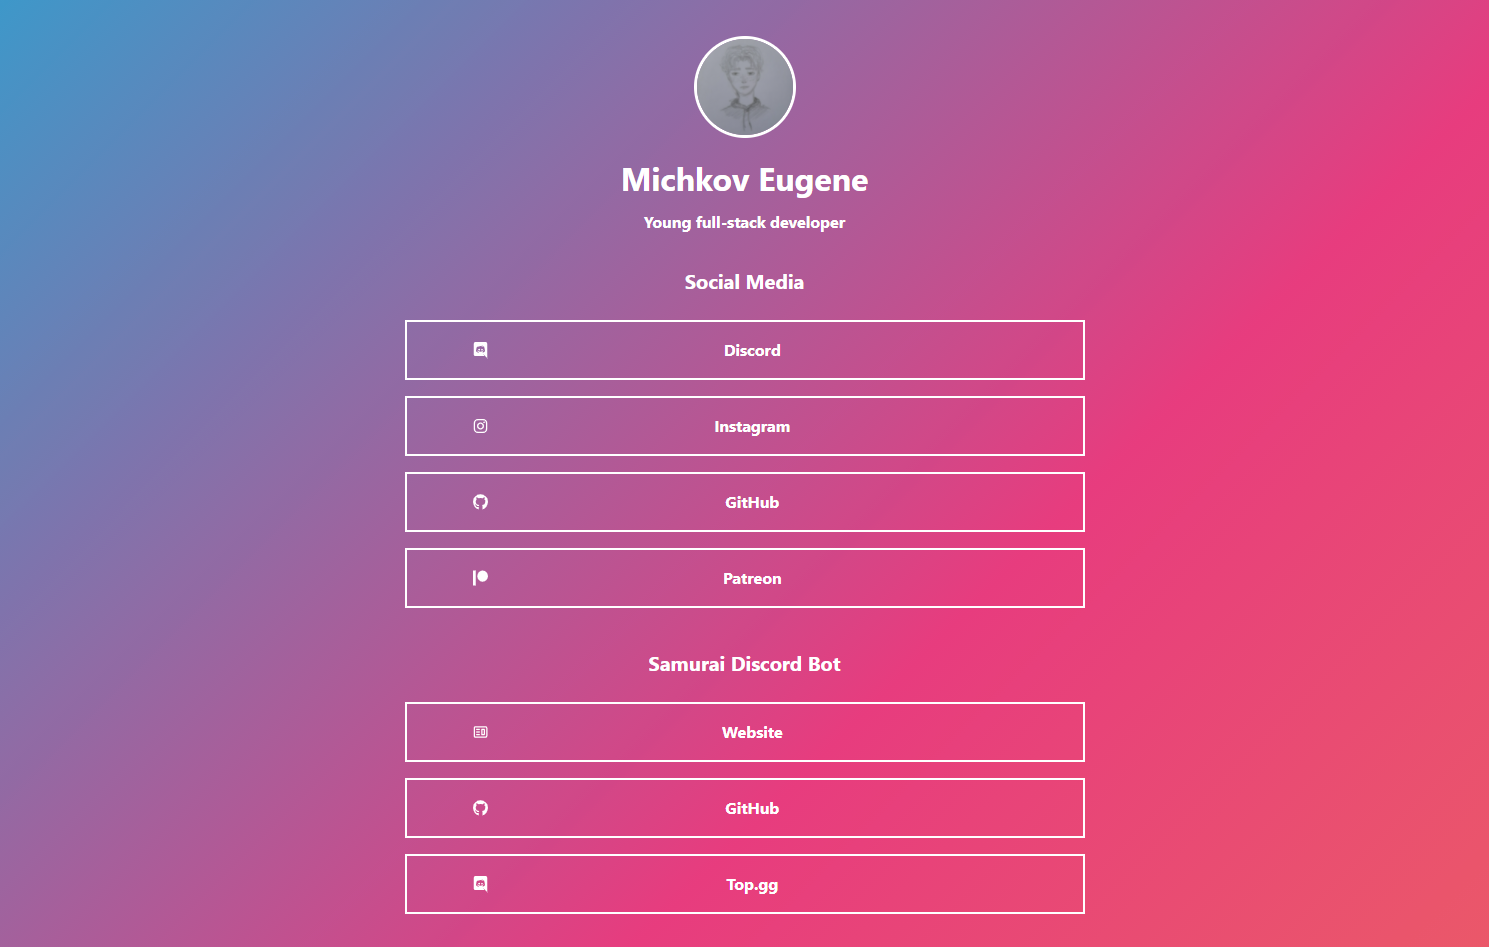 Michkov Eugene
Young full-stack developer
Social Media
Discord
Instagram
GitHub
Patreon
Samurai Discord Bot
Website
GitHub
Top.gg